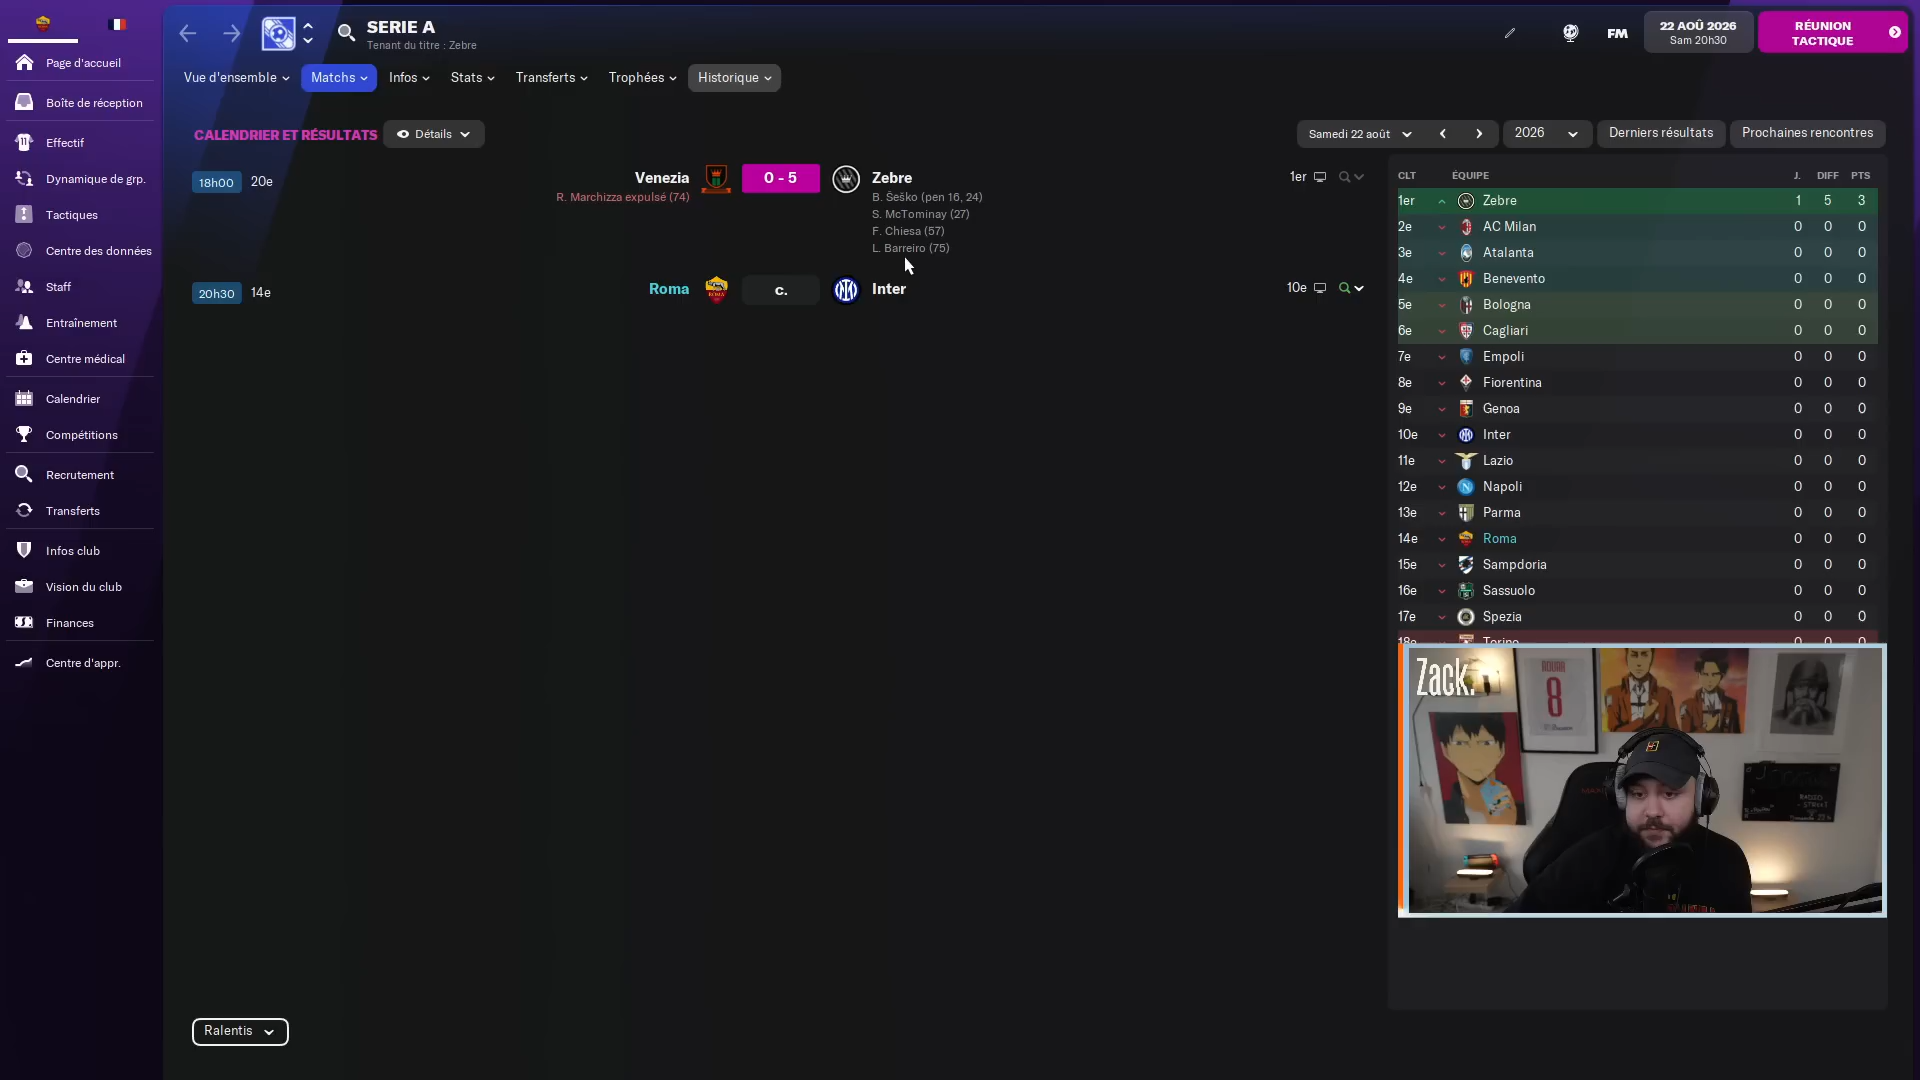 SERIE A
Tenant du titre : Zebre
FM
22 AOÛ 2026
Sam 20h30
RÉUNION
TACTIQUE
Vue d'ensemble
Matchs
Infos
Stats
Transferts
Trophées
Historique
Page d'accueil
Boîte de réception
Effectif
Dynamique de grp.
Tactiques
Centre des données
Staff
Entraînement
Centre médical
Calendrier
Compétitions
Recrutement
Transferts
Infos club
Vision du club
Finances
Centre d'appr.
CALENDRIER ET RÉSULTATS
Détails
Samedi 22 août
2026
Derniers résultats
Prochaines rencontres
18h00 20e Venezia 0 - 5 Zebre 1er
R. Marchizza expulsé (74)
B. Šeško (pen 16, 24)
S. McTominay (27)
F. Chiesa (57)
L. Barreiro (75)
20h30 14e Roma c. Inter 10e
CLT ÉQUIPE J. DIFF PTS
1er Zebre 1 5 3
2e AC Milan 0 0 0
3e Atalanta 0 0 0
4e Benevento 0 0 0
5e Bologna 0 0 0
6e Cagliari 0 0 0
7e Empoli 0 0 0
8e Fiorentina 0 0 0
9e Genoa 0 0 0
10e Inter 0 0 0
11e Lazio 0 0 0
12e Napoli 0 0 0
13e Parma 0 0 0
14e Roma 0 0 0
15e Sampdoria 0 0 0
16e Sassuolo 0 0 0
17e Spezia 0 0 0
18e Torino 0 0 0
Zack.
8
Ralentis